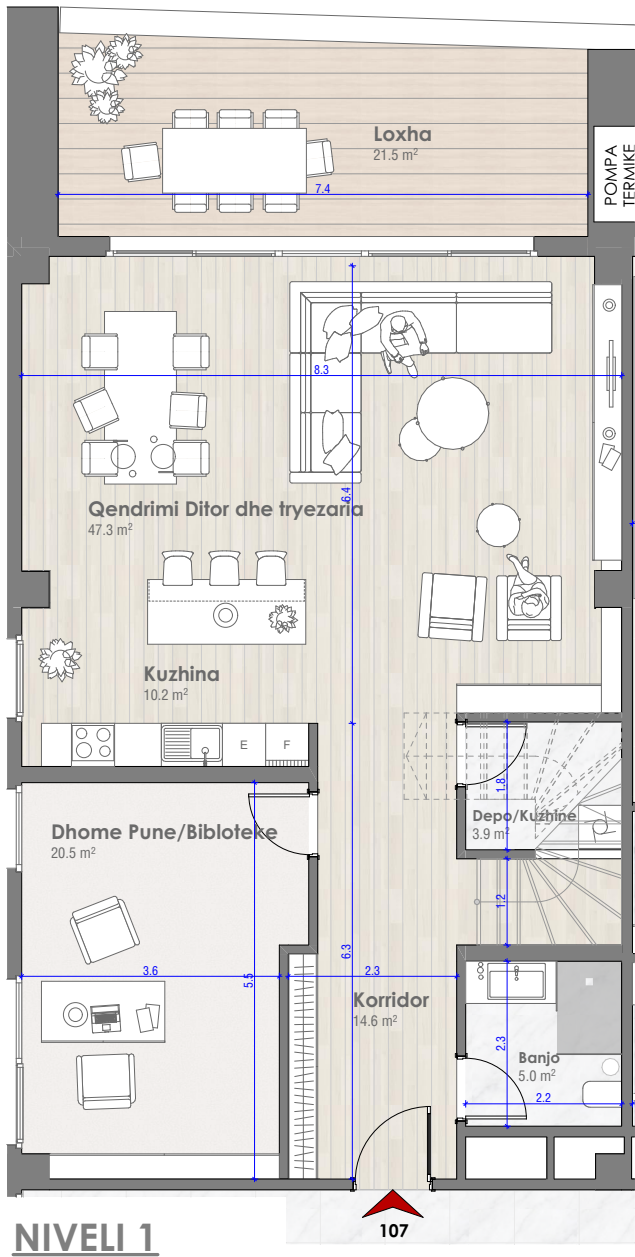 Loxha
21.5 m²
POMPA
TERMIKE
7.4
8.3
6.4
Qendrimi Ditor dhe tryezaria
47.3 m²
Kuzhina
10.2 m²
E
F
1.8
Depo/Kuzhine
3.9 m²
Dhome Pune/Biblioteke
20.5 m²
1.2
3.6
5.5
6.3
2.3
Korridor
14.6 m²
2.3
Banjo
5.0 m²
2.2
107
NIVELI 1